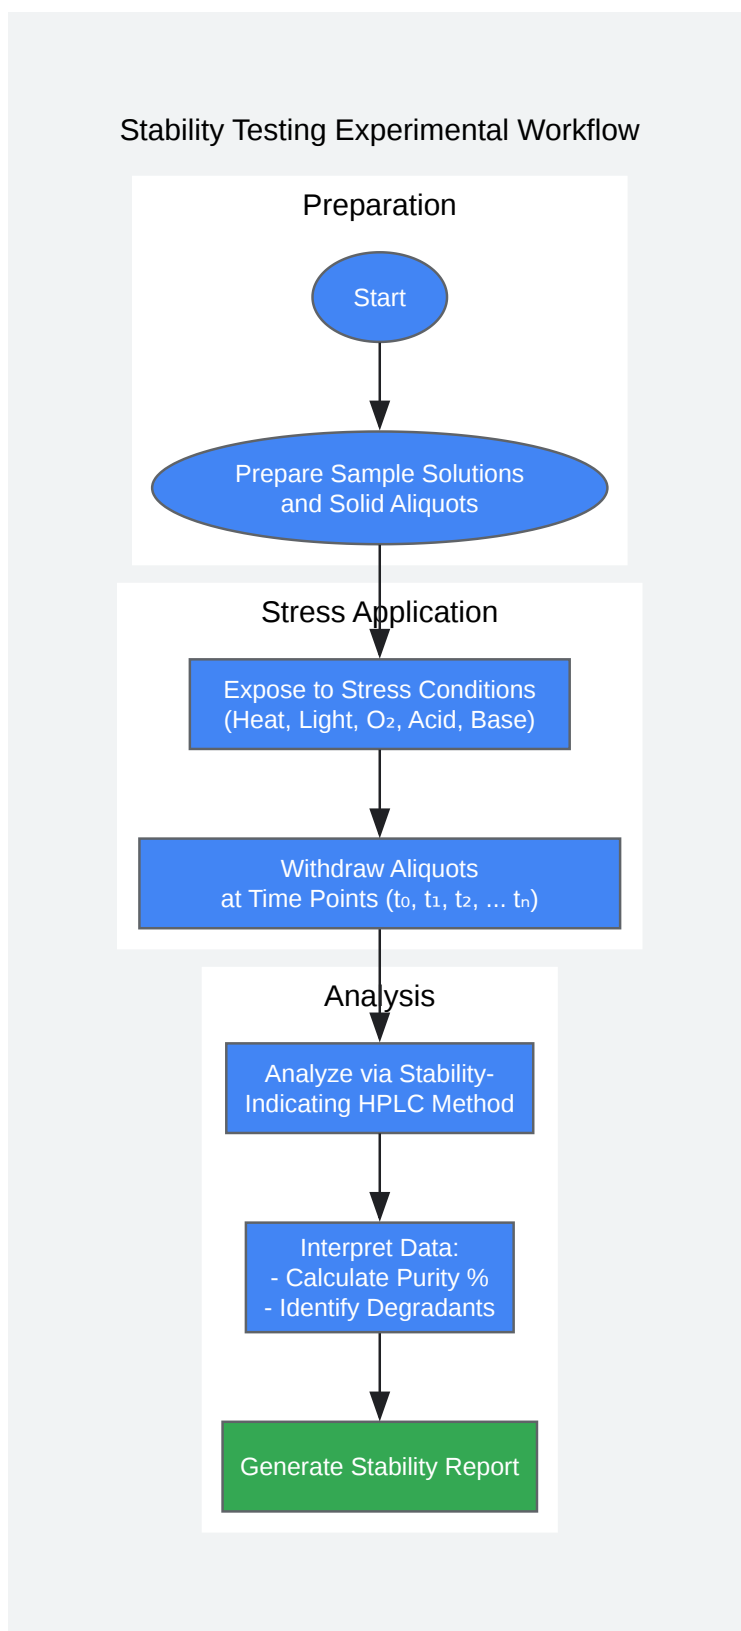 Stability Testing Experimental Workflow
Preparation
Start
Prepare Sample Solutions
and Solid Aliquots
Stress Application
Expose to Stress Conditions
(Heat, Light, O₂, Acid, Base)
Withdraw Aliquots
at Time Points (t₀, t₁, t₂, ... tₙ)
Analysis
Analyze via Stability-
Indicating HPLC Method
Interpret Data:
- Calculate Purity %
- Identify Degradants
Generate Stability Report